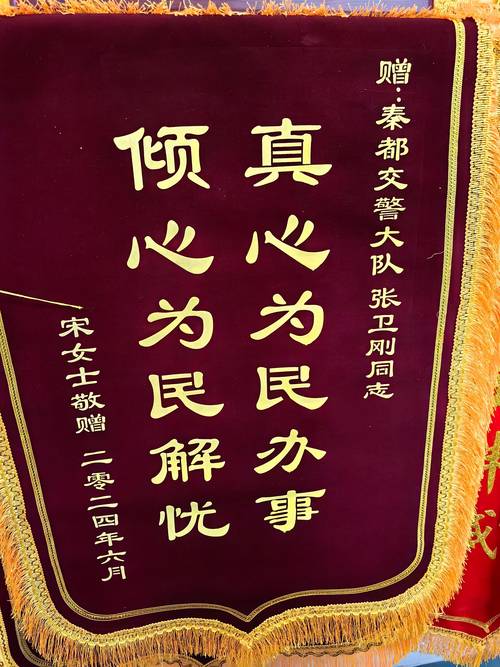 赠:秦都交警大队张卫刚同志
真心为民办事
倾心为民解忧
宋女士敬赠 二零二四年六月